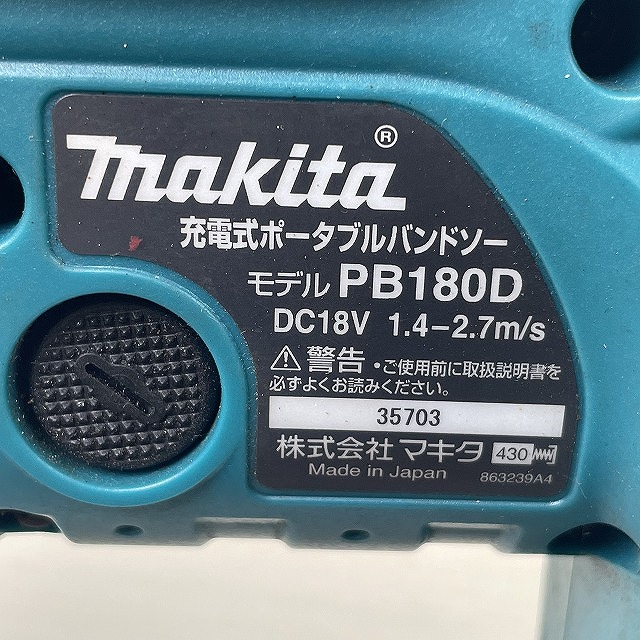 makita®
充電式ポータブルバンドソー
モデル PB180D
DC18V 1.4-2.7m/s
⚠警告・ご使用前に取扱説明書を
必ずよくお読みください。
35703
株式会社 マキタ 430
Made in Japan 863239A4